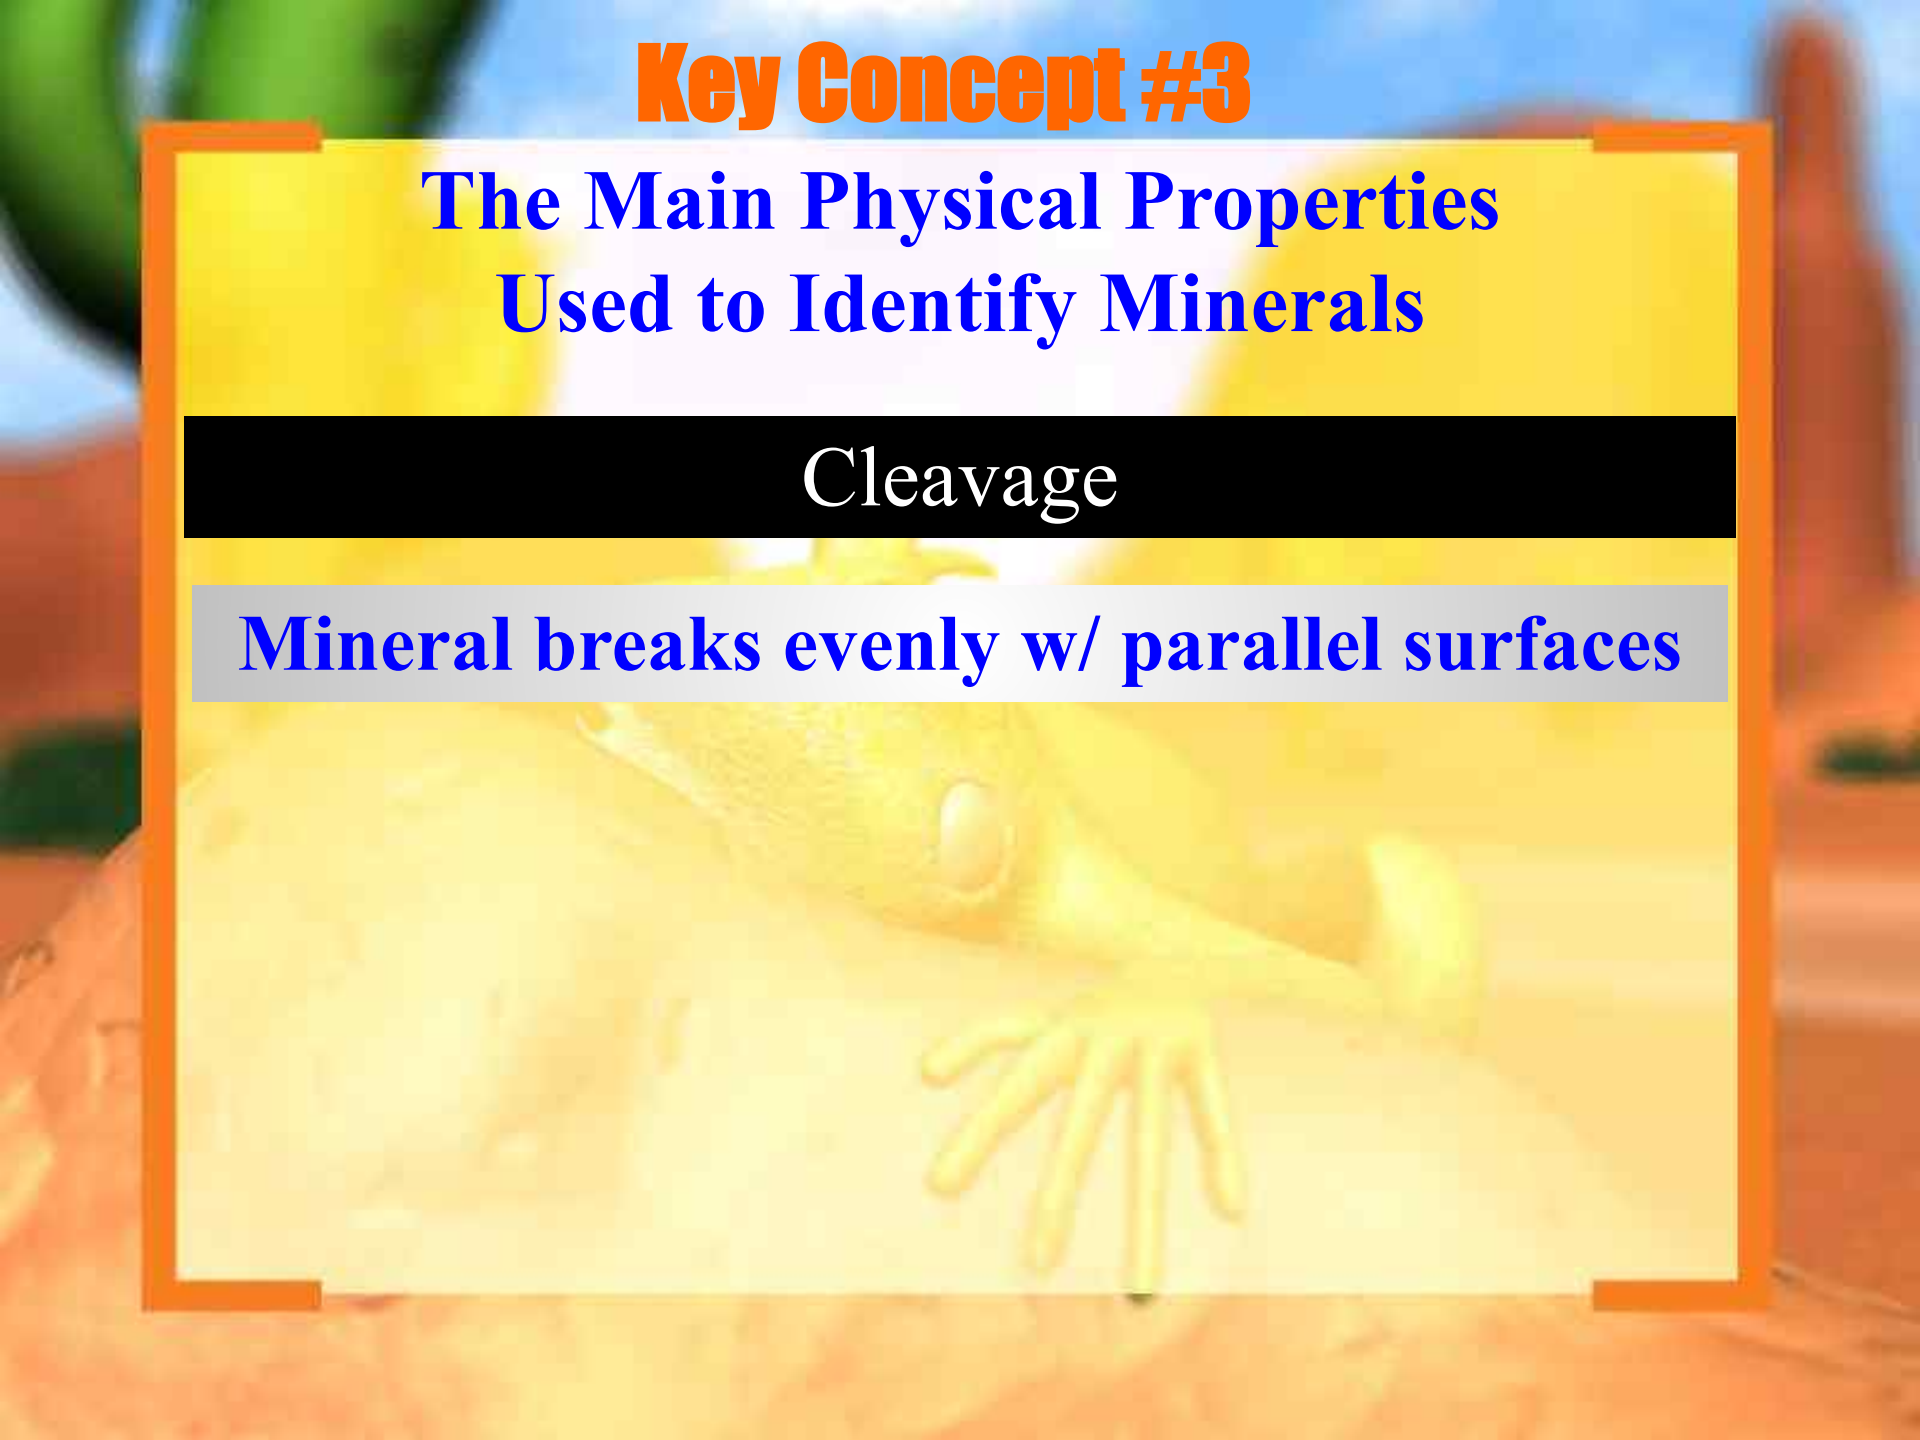 Key Concept #3
The Main Physical Properties
Used to Identify Minerals
Cleavage
Mineral breaks evenly w/ parallel surfaces